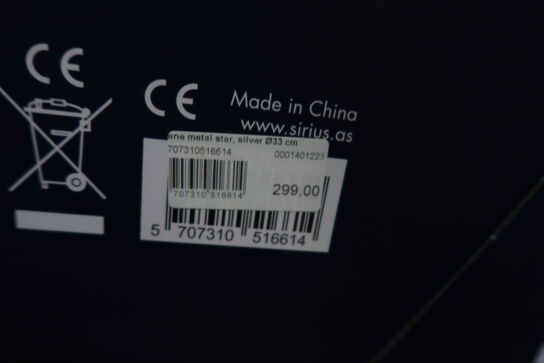 CE
CE
Made in China
www.sirius.as
ene metal star, silver Ø33 cm
707310516614 0001401223
707310 516614
299,00
5 707310 516614